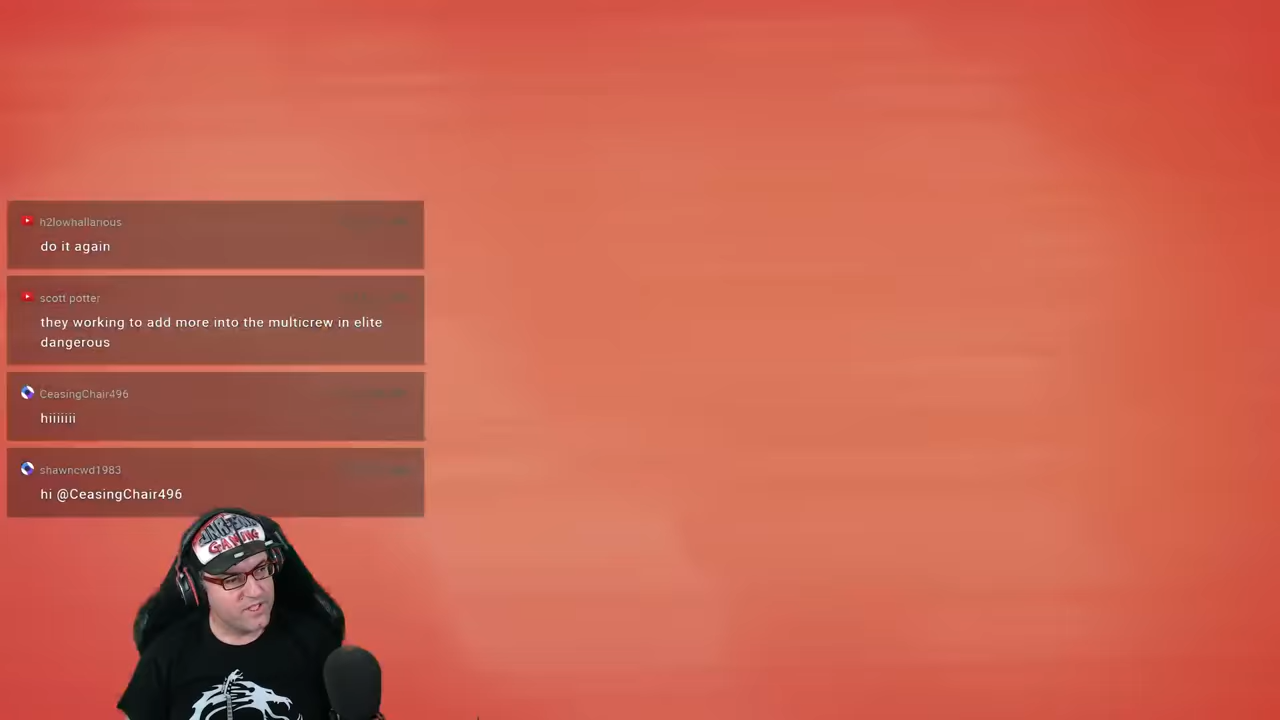 h2lowhallarious
do it again
scott potter
they working to add more into the multicrew in elite
dangerous
CeasingChair496
hiiiiiii
shawncwd1983
hi @CeasingChair496
GAMING